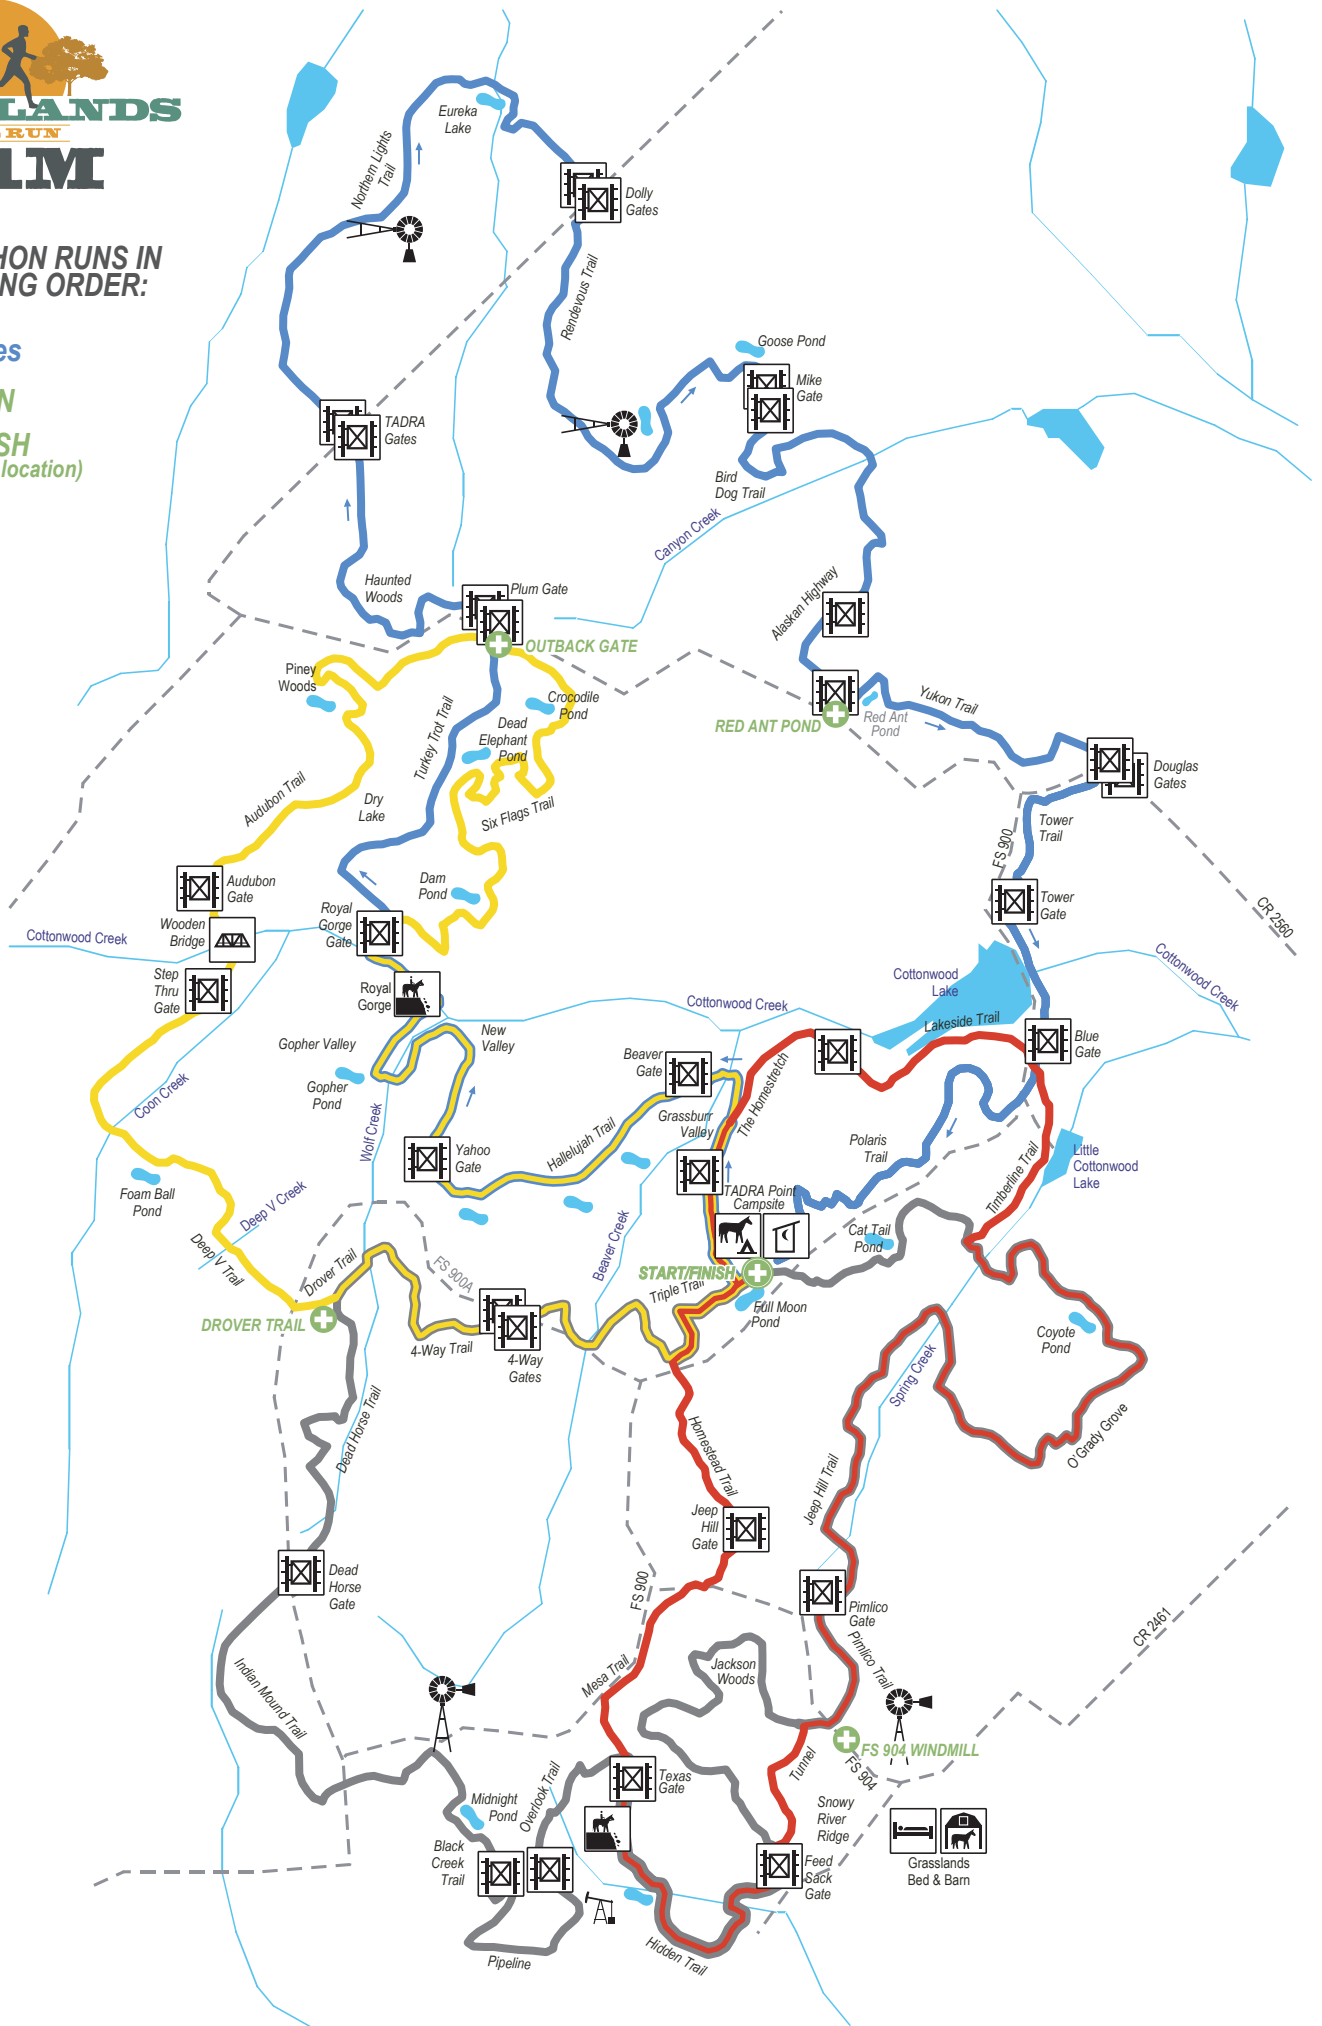 LANDS
RUN
1M
HON RUNS IN
NG ORDER:
es
N
SH
location)
Eureka
Lake
Northern Lights
Trail
Dolly
Gates
Rendevous Trail
Goose Pond
Mike
Gate
TADRA
Gates
Bird
Dog Trail
Canyon Creek
Haunted
Woods
Plum Gate
Alaskan Highway
OUTBACK GATE
Piney
Woods
Crocodile
Pond
Turkey Trot Trail
Dead
Elephant
Pond
RED ANT POND
Red Ant
Pond
Yukon Trail
Douglas
Gates
Audubon Trail
Dry
Lake
Six Flags Trail
Tower
Trail
FS 900
Audubon
Gate
Dam
Pond
Tower
Gate
CR 2560
Wooden
Bridge
Royal
Gorge
Gate
Cottonwood Creek
Step
Thru
Gate
Royal
Gorge
Cottonwood
Lake
Cottonwood Creek
Cottonwood Creek
Lakeside Trail
New
Valley
Gopher Valley
Beaver
Gate
Blue
Gate
Gopher
Pond
Coon Creek
Wolf Creek
Grassburr
Valley
The Homestretch
Hallelujah Trail
Polaris
Trail
Yahoo
Gate
Timberline Trail
Little
Cottonwood
Lake
Foam Ball
Pond
Deep V Creek
TADRA Point
Campsite
Cat Tail
Pond
Deep V Trail
Drover Trail
FS 900A
Beaver Creek
START/FINISH
Triple Trail
Full Moon
Pond
DROVER TRAIL
4-Way Trail
4-Way
Gates
Coyote
Pond
Spring Creek
Dead Horse Trail
Homestead Trail
O'Grady Grove
Jeep Hill Trail
Jeep
Hill
Gate
Dead
Horse
Gate
FS 900
Pimlico
Gate
Pimlico Trail
CR 2461
Indian Mound Trail
Mesa Trail
Jackson
Woods
FS 904 WINDMILL
FS 904
Tunnel
Texas
Gate
Overlook Trail
Midnight
Pond
Snowy
River
Ridge
Black
Creek
Trail
Feed
Sack
Gate
Grasslands
Bed & Barn
Pipeline
Hidden Trail